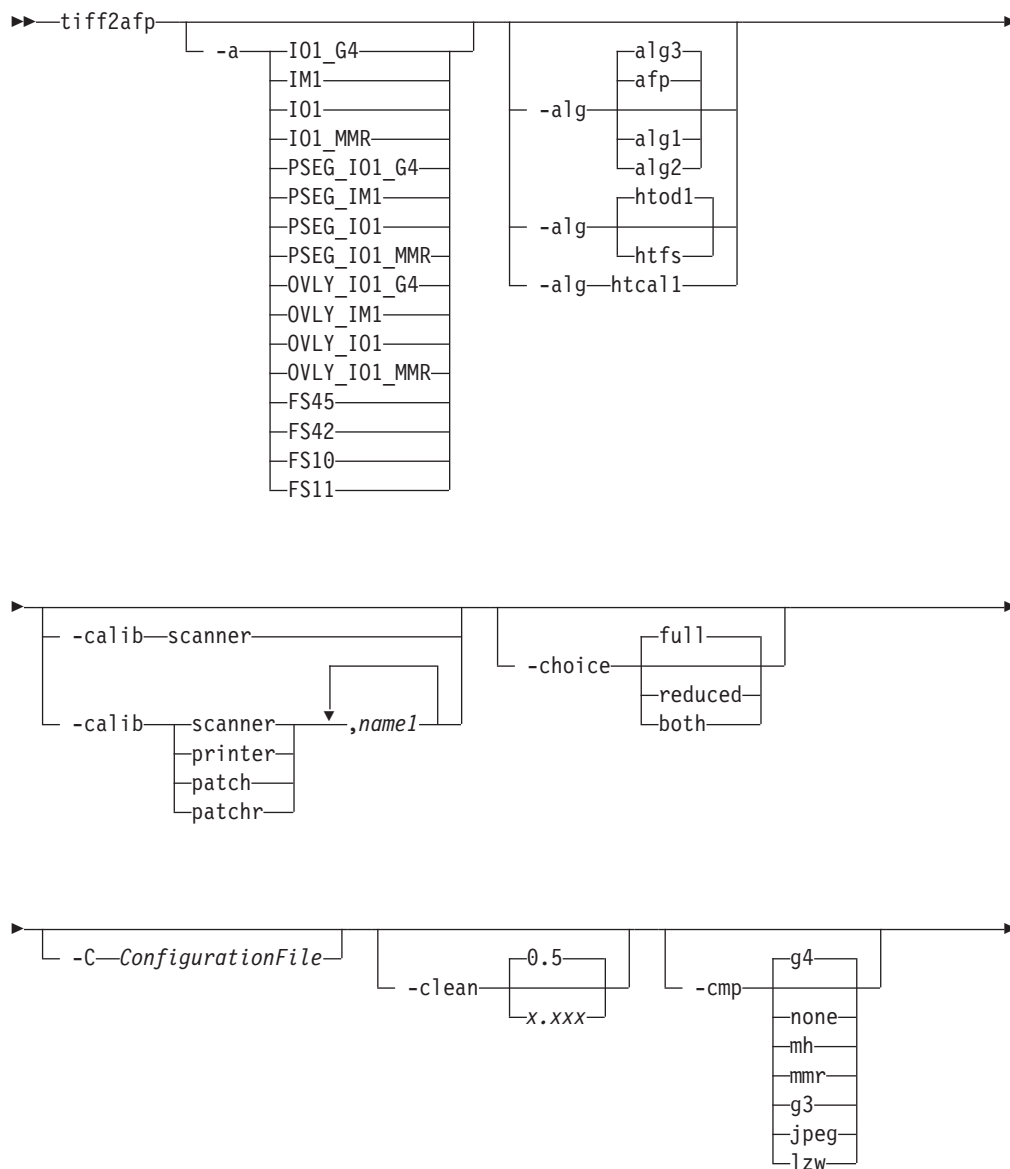 tiff2afp
-a IO1_G4
IM1
IO1
IO1_MMR
PSEG_IO1_G4
PSEG_IM1
PSEG_IO1
PSEG_IO1_MMR
OVLY_IO1_G4
OVLY_IM1
OVLY_IO1
OVLY_IO1_MMR
FS45
FS42
FS10
FS11
alg3
afp
-alg
alg1
alg2
htod1
-alg
htfs
-alg htcal1
-calib scanner
-calib scanner ,name1
printer
patch
patchr
full
-choice
reduced
both
-C ConfigurationFile
0.5
-clean
x.xxx
g4
-cmp
none
mh
mmr
g3
jpeg
lzw